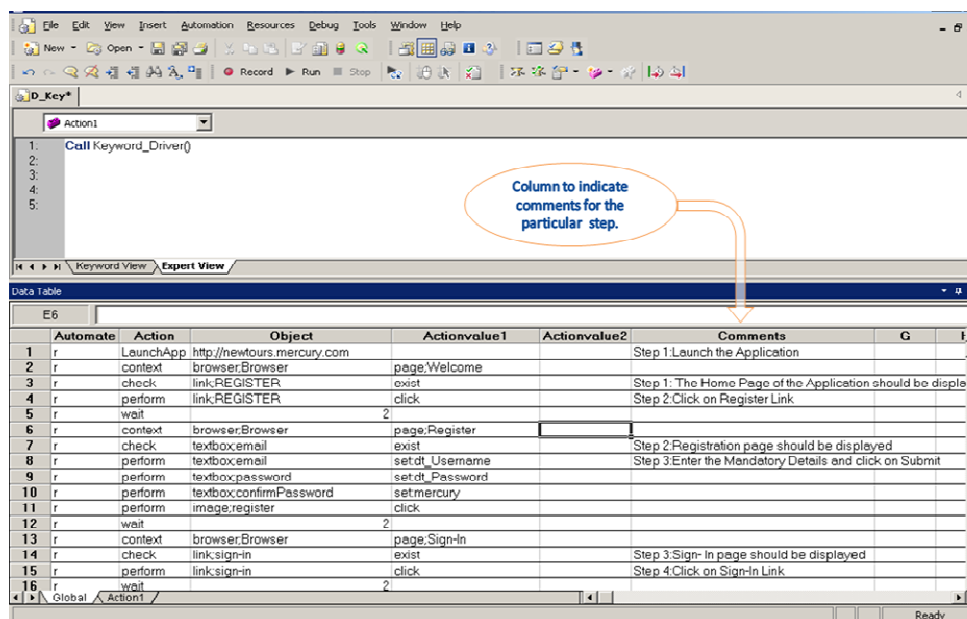 File Edit View Insert Automation Resources Debug Tools Window Help
New Open
Record Run Stop
D_Key*
Action1
1: Call Keyword_Driver()
2:
3:
4:
5:
Column to indicate
comments for the
particular step.
Keyword View Expert View
Data Table
E6
Automate Action Object Actionvalue1 Actionvalue2 Comments G
1 r LaunchApp http://newtours.mercury.com Step 1:Launch the Application
2 r context browser;Browser page;Welcome
3 r check link;REGISTER exist Step 1: The Home Page of the Application should be displa
4 r perform link;REGISTER click Step 2:Click on Register Link
5 r wait 2
6 r context browser;Browser page;Register
7 r check textbox;email exist Step 2:Registration page should be displayed
8 r perform textbox;email set:dt_Username Step 3:Enter the Mandatory Details and click on Submit
9 r perform textbox;password set:dt_Password
10 r perform textbox;confirmPassword set:mercury
11 r perform image;register click
12 r wait 2
13 r context browser;Browser page;Sign-In
14 r check link;sign-in exist Step 3:Sign- In page should be displayed
15 r perform link;sign-in click Step 4:Click on Sign-In Link
16 r wait 2
Global Action1
Ready